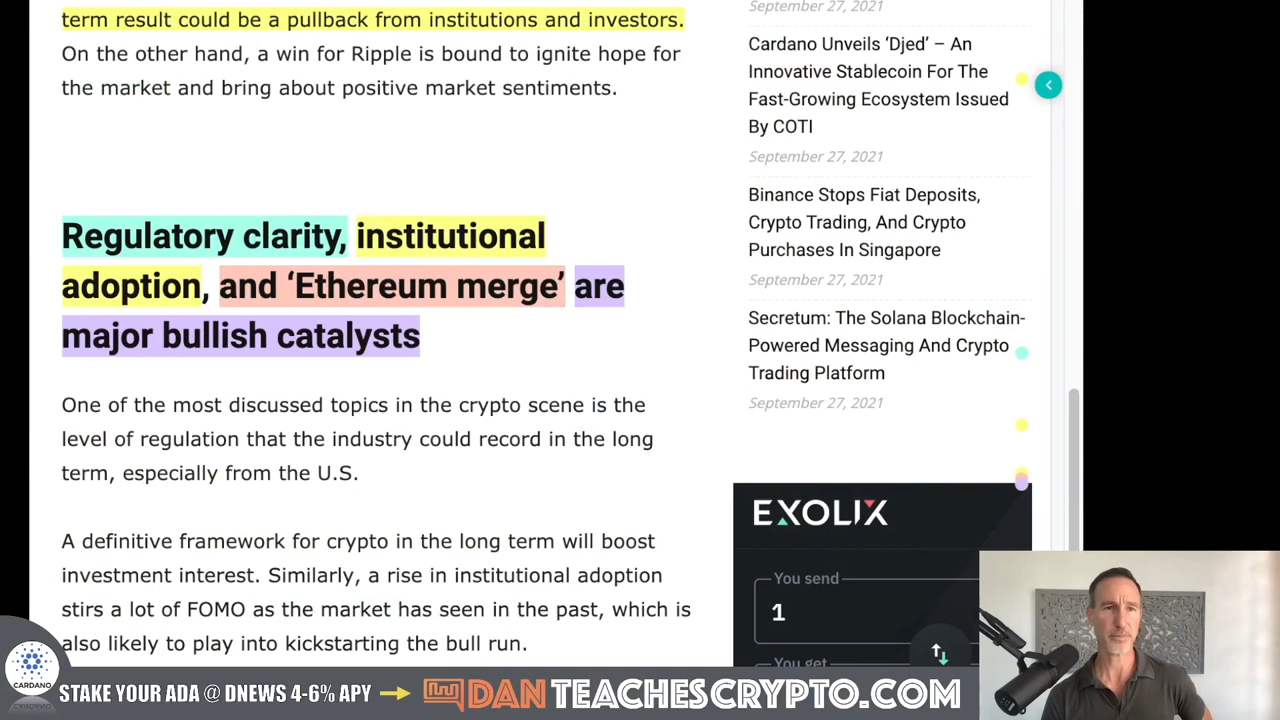 term result could be a pullback from institutions and investors.
On the other hand, a win for Ripple is bound to ignite hope for
the market and bring about positive market sentiments.
Regulatory clarity, institutional
adoption, and ‘Ethereum merge’ are
major bullish catalysts
One of the most discussed topics in the crypto scene is the
level of regulation that the industry could record in the long
term, especially from the U.S.
A definitive framework for crypto in the long term will boost
investment interest. Similarly, a rise in institutional adoption
stirs a lot of FOMO as the market has seen in the past, which is
also likely to play into kickstarting the bull run.
September 27, 2021
Cardano Unveils ‘Djed’ – An
Innovative Stablecoin For The
Fast-Growing Ecosystem Issued
By COTI
September 27, 2021
Binance Stops Fiat Deposits,
Crypto Trading, And Crypto
Purchases In Singapore
September 27, 2021
Secretum: The Solana Blockchain-
Powered Messaging And Crypto
Trading Platform
September 27, 2021
EXOLIX
You send
1
You get
CARDANO
STAKE YOUR ADA @ DNEWS 4-6% APY
DANTEACHESCRYPTO.COM